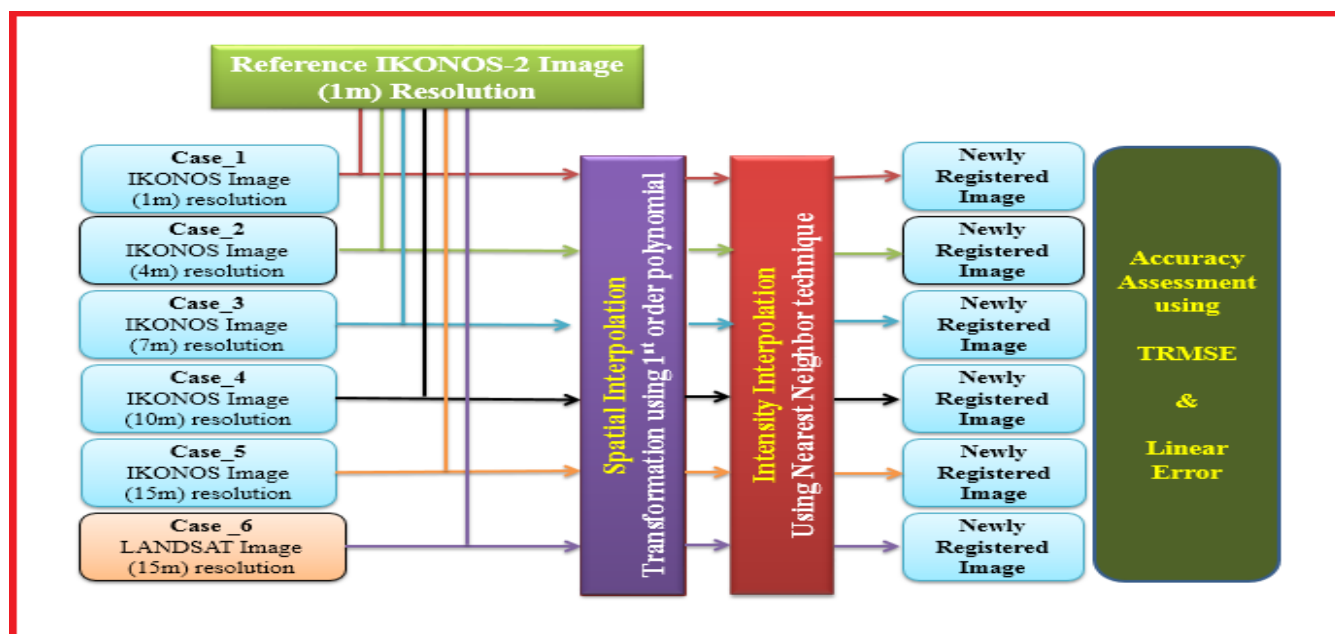 Reference IKONOS-2 Image
(1m) Resolution
Case_1
IKONOS Image
(1m) resolution
Case_2
IKONOS Image
(4m) resolution
Case_3
IKONOS Image
(7m) resolution
Case_4
IKONOS Image
(10m) resolution
Case_5
IKONOS Image
(15m) resolution
Case _6
LANDSAT Image
(15m) resolution
Spatial Interpolation
Transformation using 1st order polynomial
Intensity Interpolation
Using Nearest Neighbor technique
Newly
Registered
Image
Newly
Registered
Image
Newly
Registered
Image
Newly
Registered
Image
Newly
Registered
Image
Newly
Registered
Image
Accuracy
Assessment
using
TRMSE
&
Linear
Error